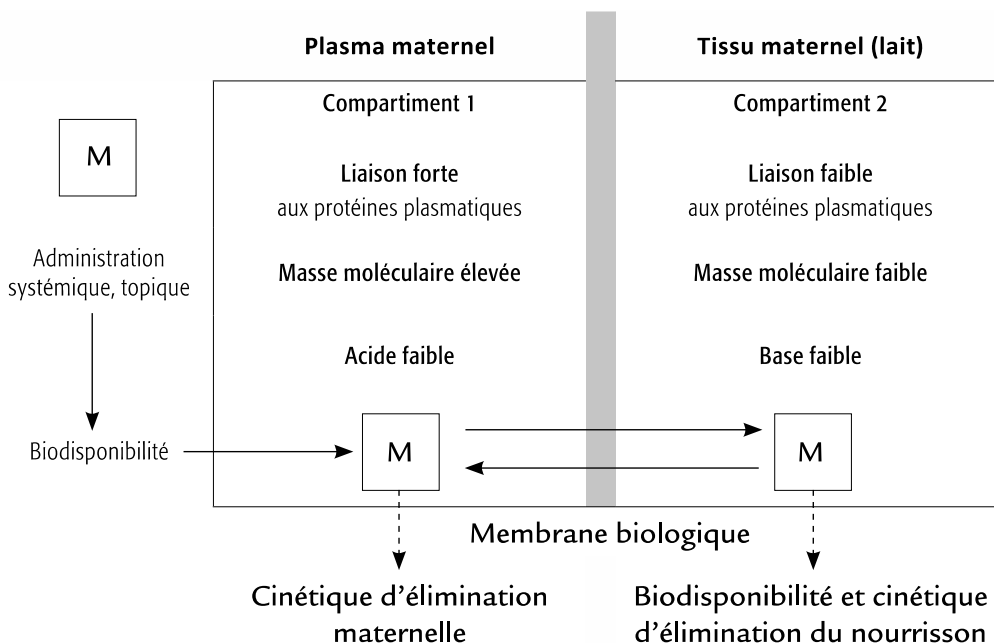 Plasma maternel
Tissu maternel (lait)
Compartiment 1
Compartiment 2
M
Liaison forte
aux protéines plasmatiques
Liaison faible
aux protéines plasmatiques
Administration
systémique, topique
Masse moléculaire élevée
Masse moléculaire faible
Acide faible
Base faible
Biodisponibilité
M
M
Membrane biologique
Cinétique d'élimination
maternelle
Biodisponibilité et cinétique
d'élimination du nourrisson